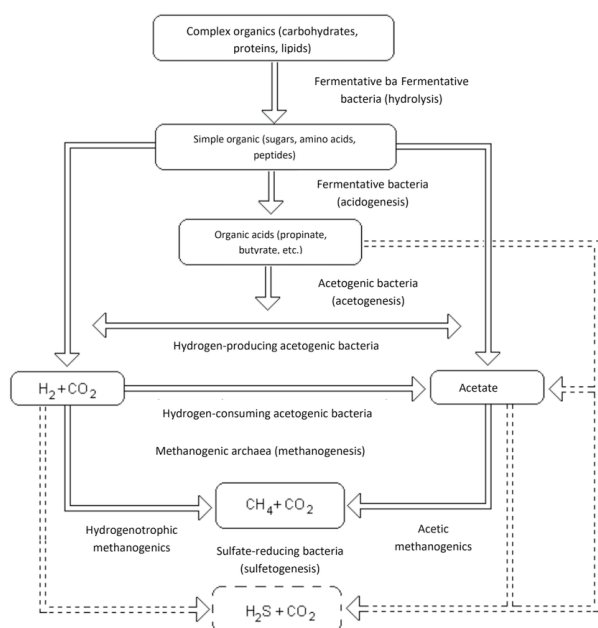 Complex organics (carbohydrates,
proteins, lipids)
Fermentative ba Fermentative
bacteria (hydrolysis)
Simple organic (sugars, amino acids,
peptides)
Fermentative bacteria
(acidogenesis)
Organic acids (propinate,
butyrate, etc.)
Acetogenic bacteria
(acetogenesis)
Hydrogen-producing acetogenic bacteria
H₂+CO₂
Acetate
Hydrogen-consuming acetogenic bacteria
Methanogenic archaea (methanogenesis)
CH₄+CO₂
Hydrogenotrophic
methanogenics
Acetic
methanogenics
Sulfate-reducing bacteria
(sulfetogenesis)
H₂S+CO₂